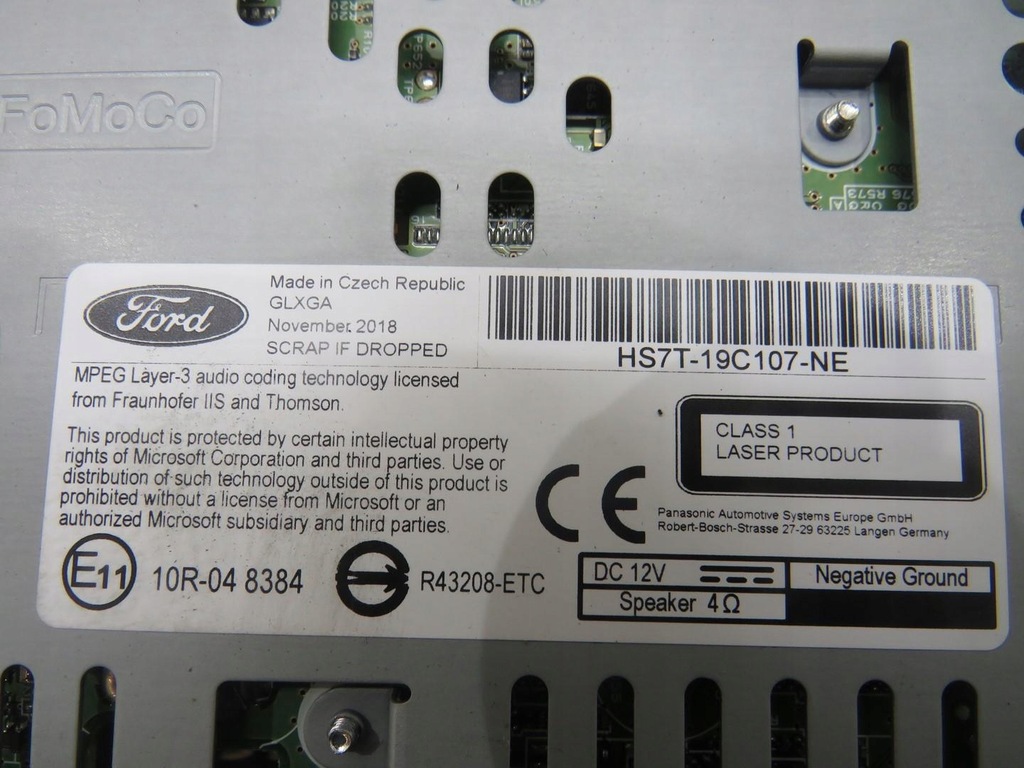 FoMoCo
Ford
Made in Czech Republic
GLXGA
November 2018
SCRAP IF DROPPED
HS7T-19C107-NE
MPEG Layer-3 audio coding technology licensed
from Fraunhofer IIS and Thomson.
This product is protected by certain intellectual property
rights of Microsoft Corporation and third parties. Use or
distribution of such technology outside of this product is
prohibited without a license from Microsoft or an
authorized Microsoft subsidiary and third parties.
CLASS 1
LASER PRODUCT
CE
Panasonic Automotive Systems Europe GmbH
Robert-Bosch-Strasse 27-29 63225 Langen Germany
E11
10R-04 8384
R43208-ETC
DC 12V
Negative Ground
Speaker 4Ω